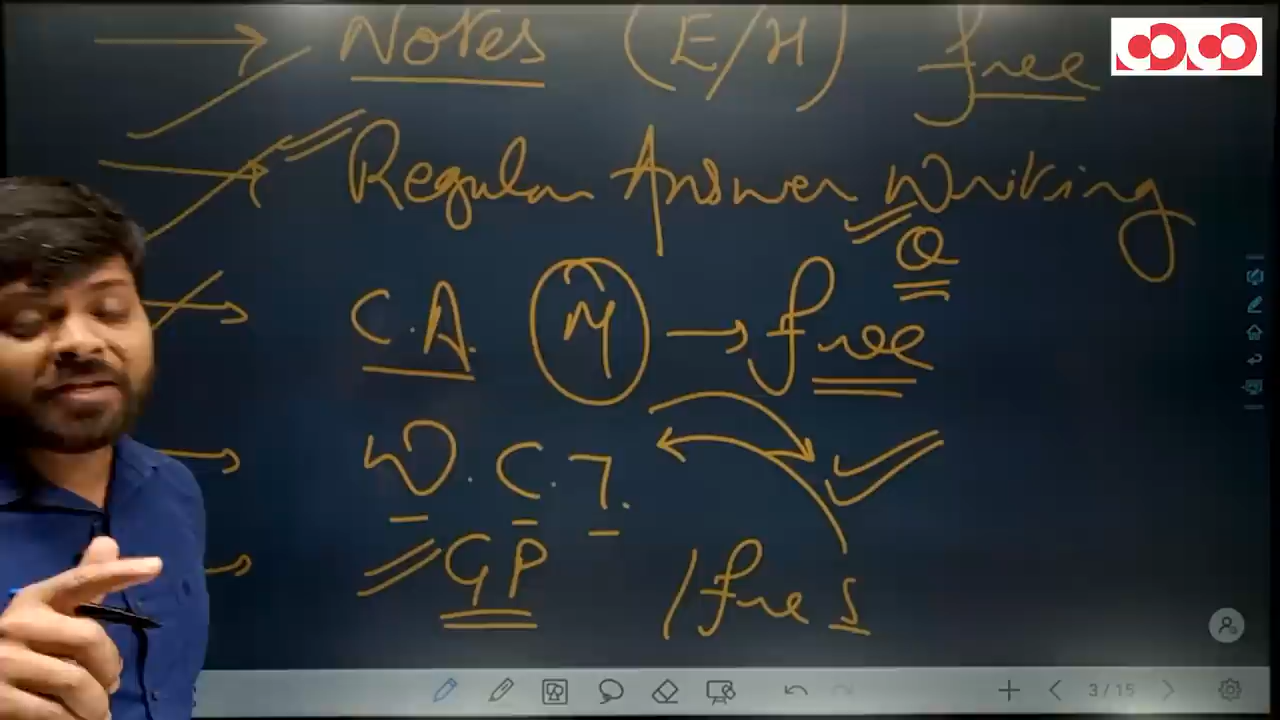 Notes (E/H) free
Regular Answer Writing
Q
C.A. M → free
W.C.T.
GP /free
3/15